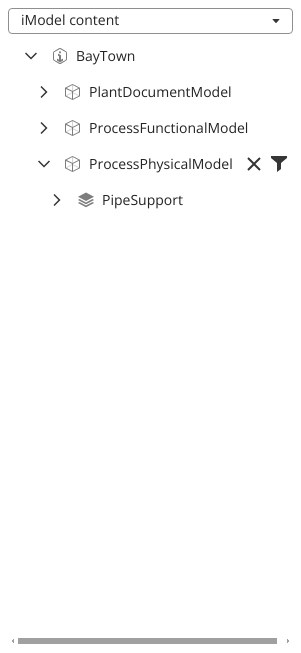 iModel content
BayTown
PlantDocumentModel
ProcessFunctionalModel
ProcessPhysicalModel
PipeSupport